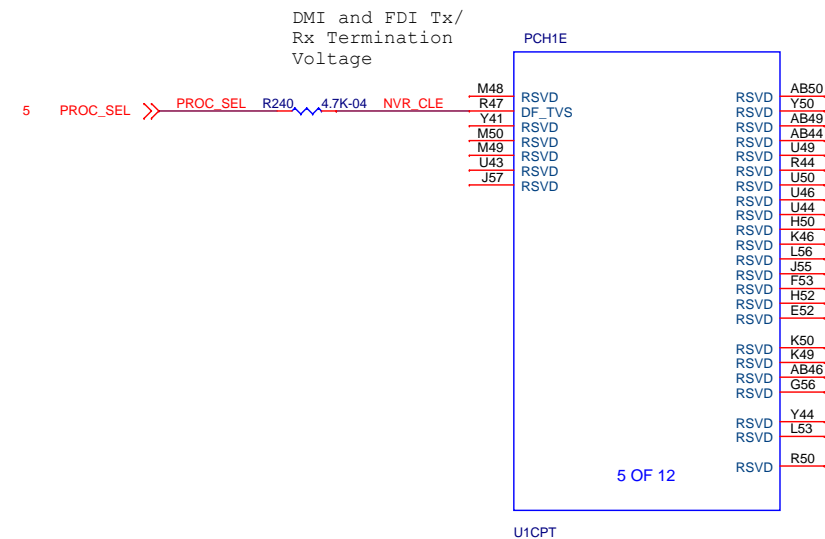 DMI and FDI Tx/
Rx Termination
Voltage
PCH1E
5 PROC_SEL PROC_SEL R240 4.7K-04 NVR_CLE
M48 RSVD
R47 DF_TVS
Y41 RSVD
M50 RSVD
M49 RSVD
U43 RSVD
J57 RSVD
RSVD AB50
RSVD Y50
RSVD AB49
RSVD AB44
RSVD U49
RSVD R44
RSVD U50
RSVD U46
RSVD U44
RSVD H50
RSVD K46
RSVD L56
RSVD J55
RSVD F53
RSVD H52
RSVD E52
RSVD K50
RSVD K49
RSVD AB46
RSVD G56
RSVD Y44
RSVD L53
RSVD R50
5 OF 12
U1CPT